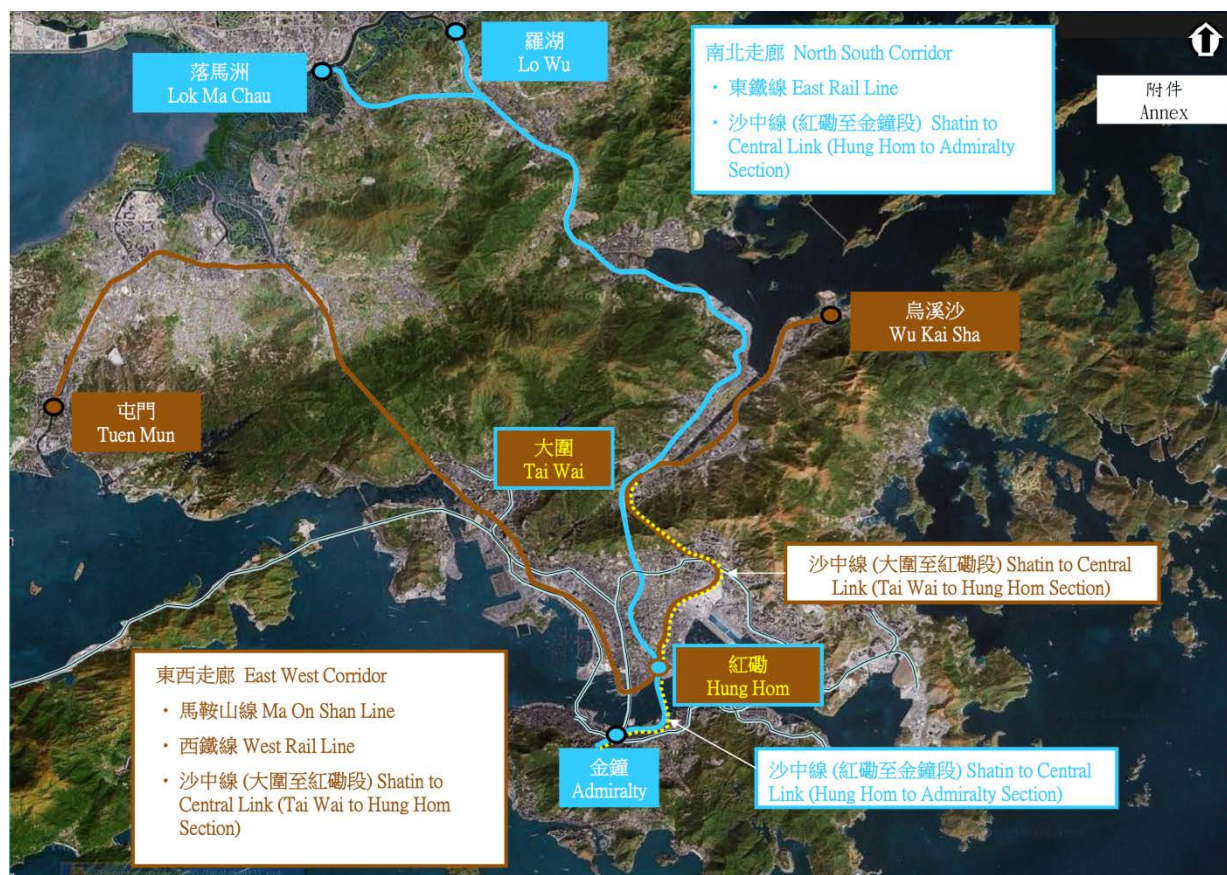 羅湖
Lo Wu
落馬洲
Lok Ma Chau
南北走廊 North South Corridor
・ 東鐵線 East Rail Line
・ 沙中線 (紅磡至金鐘段) Shatin to
Central Link (Hung Hom to Admiralty
Section)
附件
Annex
烏溪沙
Wu Kai Sha
屯門
Tuen Mun
大圍
Tai Wai
沙中線 (大圍至紅磡段) Shatin to Central
Link (Tai Wai to Hung Hom Section)
紅磡
Hung Hom
東西走廊 East West Corridor
・ 馬鞍山線 Ma On Shan Line
・ 西鐵線 West Rail Line
・ 沙中線 (大圍至紅磡段) Shatin to
Central Link (Tai Wai to Hung Hom
Section)
金鐘
Admiralty
沙中線 (紅磡至金鐘段) Shatin to Central
Link (Hung Hom to Admiralty Section)